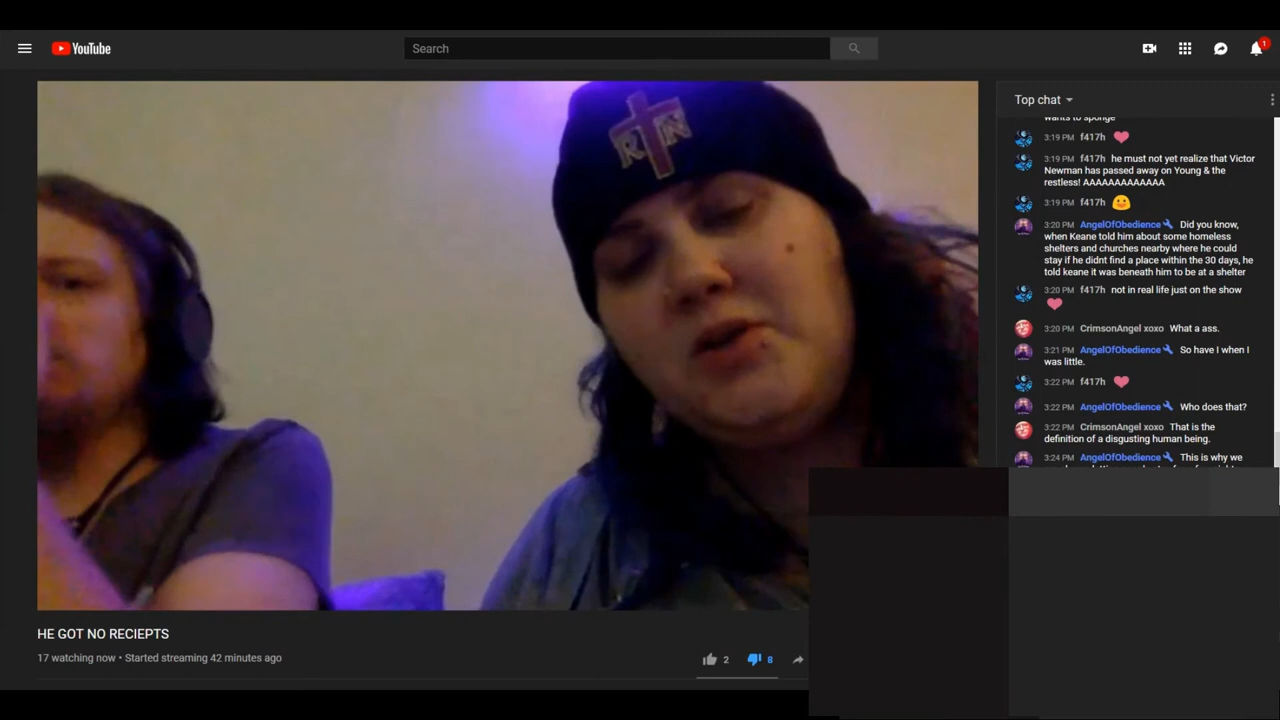 YouTube
Search
1
Top chat
wants to sponge
3:19 PM f417h
3:19 PM f417h he must not yet realize that Victor
Newman has passed away on Young & the
restless! AAAAAAAAAAAAA
3:19 PM f417h
3:20 PM AngelOfObedience Did you know,
when Keane told him about some homeless
shelters and churches nearby where he could
stay if he didnt find a place within the 30 days, he
told keane it was beneath him to be at a shelter
3:20 PM f417h not in real life just on the show
3:20 PM CrimsonAngel xoxo What a ass.
3:21 PM AngelOfObedience So have I when I
was little.
3:22 PM f417h
3:22 PM AngelOfObedience Who does that?
3:22 PM CrimsonAngel xoxo That is the
definition of a disgusting human being.
3:24 PM AngelOfObedience This is why we
RTN
HE GOT NO RECIEPTS
17 watching now • Started streaming 42 minutes ago
2
8